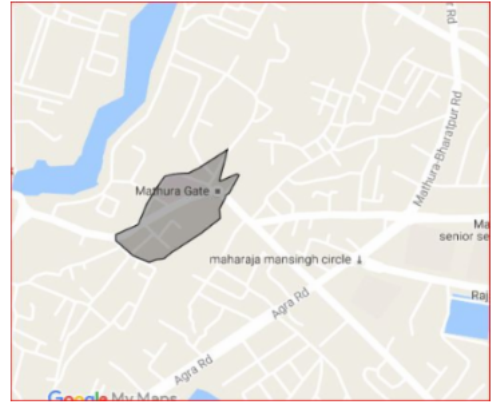 Rd
Mathura-Bharatpur Rd
Mathura Gate
Ma
senior se
maharaja mansingh circle
Raj
Agra Rd
Agra Rd
Google My Maps